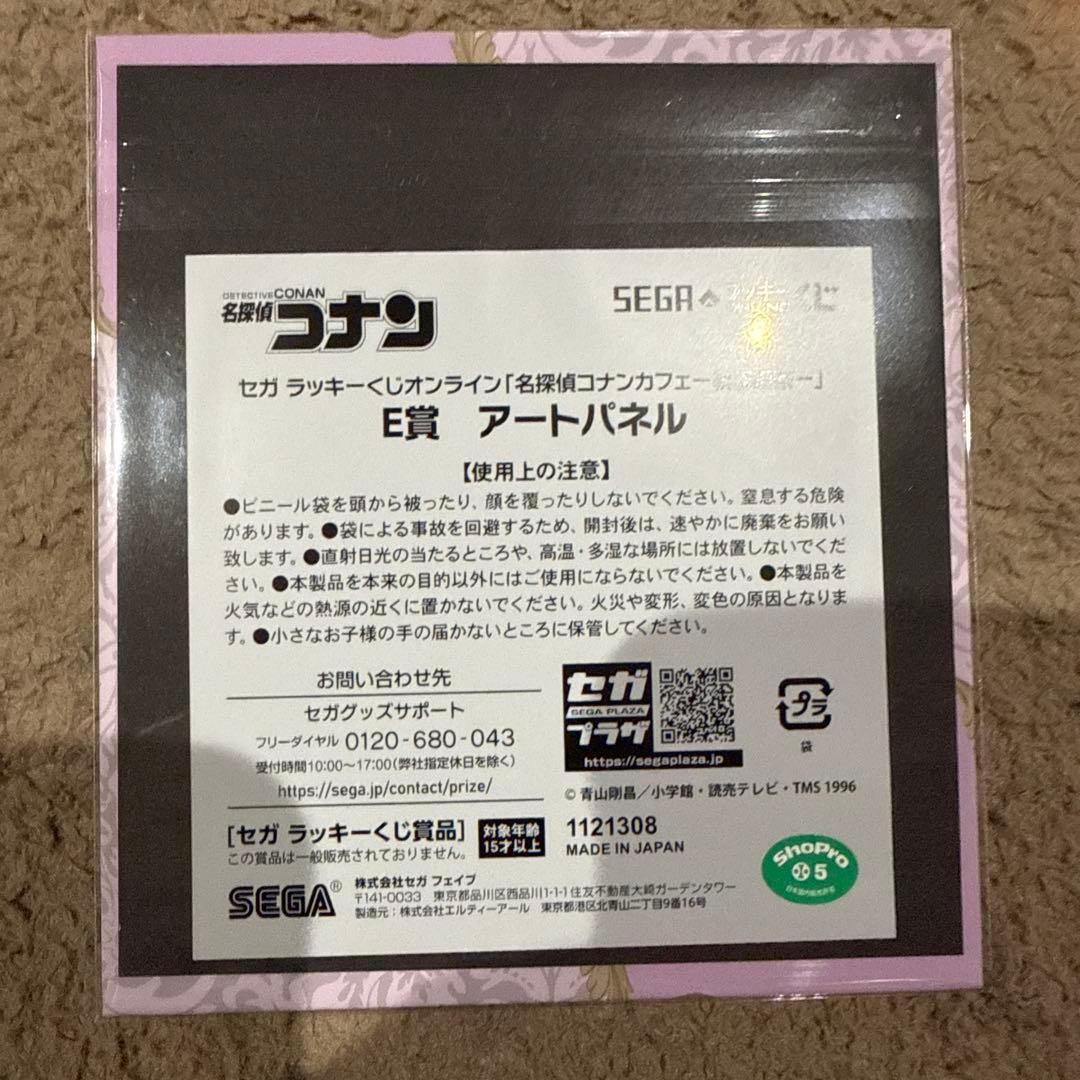 DETECTIVE CONAN
名探偵コナン
SEGA くじ
セガ ラッキーくじオンライン「名探偵コナンカフェー ー」
E賞 アートパネル
【使用上の注意】
●ビニール袋を頭から被ったり、顔を覆ったりしないでください。窒息する危険
があります。●袋による事故を回避するため、開封後は、速やかに廃棄をお願い
致します。●直射日光の当たるところや、高温・多湿な場所には放置しないでくだ
さい。●本製品を本来の目的以外にはご使用にならないでください。●本製品を
火気などの熱源の近くに置かないでください。火災や変形、変色の原因となりま
す。●小さなお子様の手の届かないところに保管してください。
お問い合わせ先
セガグッズサポート
フリーダイヤル 0120-680-043
受付時間10:00〜17:00(弊社指定休日を除く)
https://sega.jp/contact/prize/
セガ
SEGA PLAZA
プラザ
https://segaplaza.jp
プラ
袋
© 青山剛昌/小学館・読売テレビ・TMS 1996
[セガ ラッキーくじ賞品]
この賞品は一般販売されておりません。
対象年齢
15才以上
1121308
MADE IN JAPAN
ShoPro
5
日本国内販売許諾
SEGA®
株式会社セガ フェイブ
〒141-0033 東京都品川区西品川1-1-1 住友不動産大崎ガーデンタワー
製造元:株式会社エルティーアール 東京都港区北青山二丁目9番16号